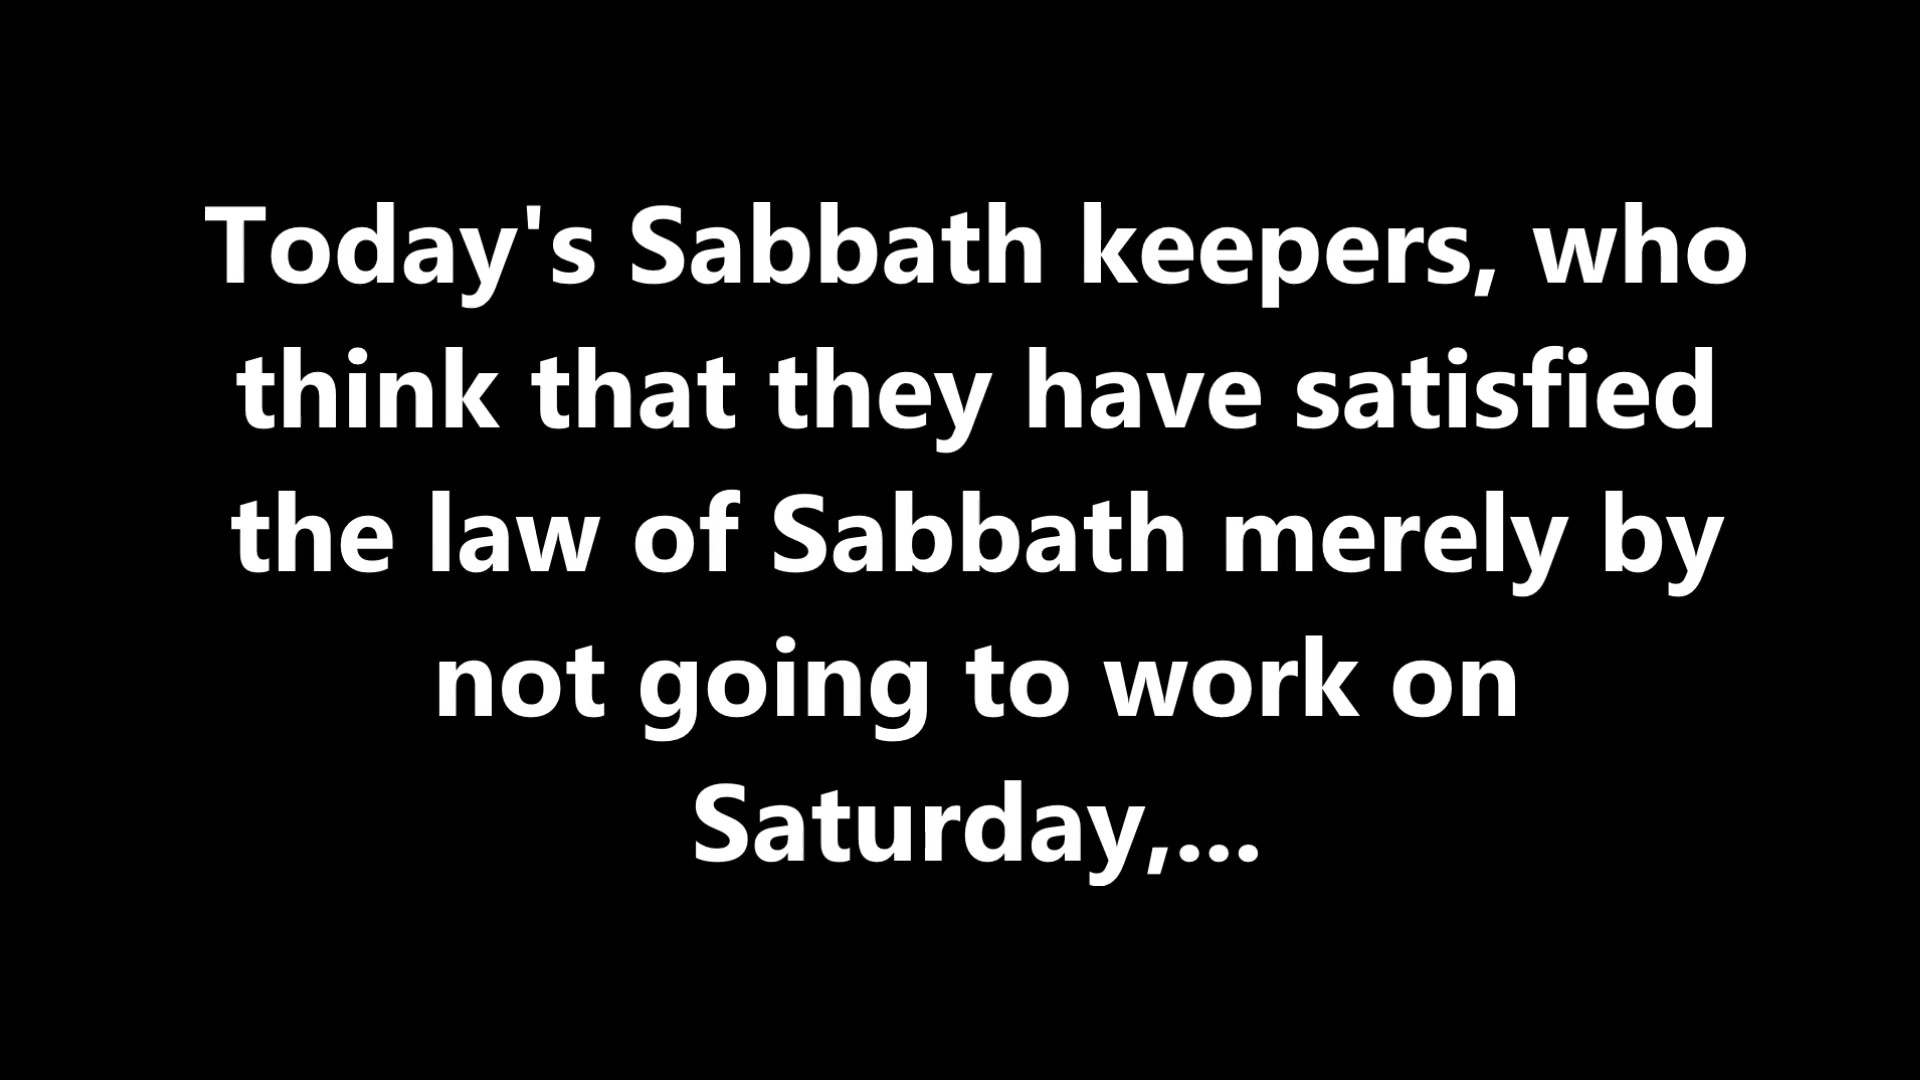 Today's Sabbath keepers, who
think that they have satisfied
the law of Sabbath merely by
not going to work on
Saturday,...